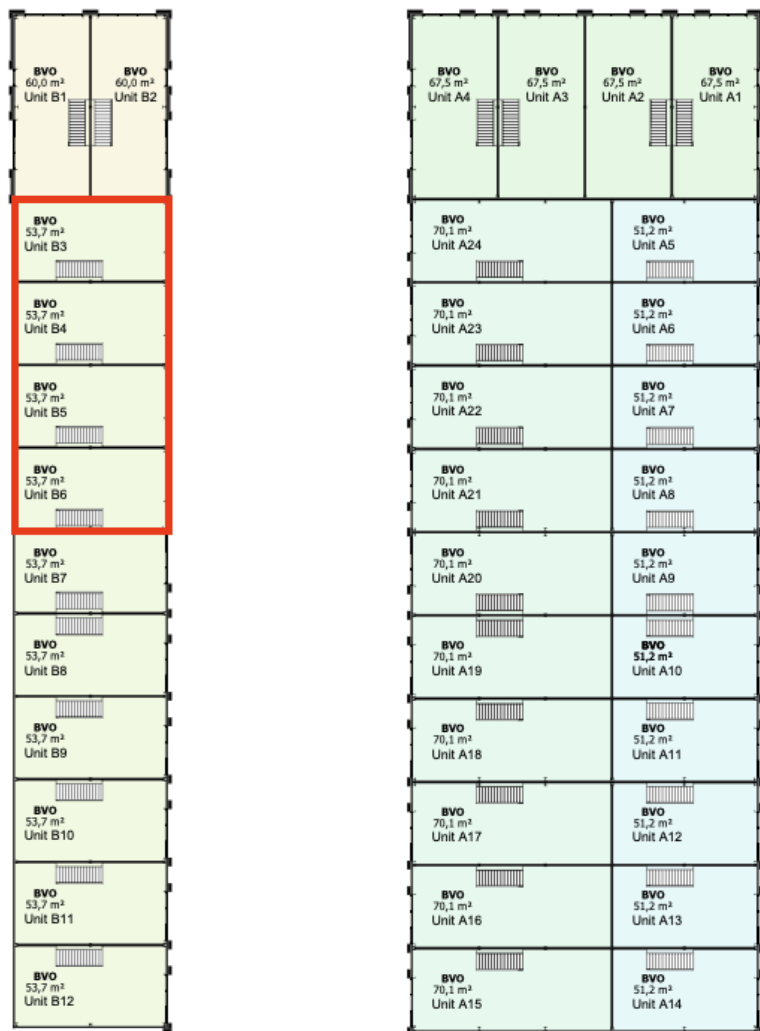 BVO
60,0 m²
Unit B1
BVO
60,0 m²
Unit B2
BVO
53,7 m²
Unit B3
BVO
53,7 m²
Unit B4
BVO
53,7 m²
Unit B5
BVO
53,7 m²
Unit B6
BVO
53,7 m²
Unit B7
BVO
53,7 m²
Unit B8
BVO
53,7 m²
Unit B9
BVO
53,7 m²
Unit B10
BVO
53,7 m²
Unit B11
BVO
53,7 m²
Unit B12
BVO
67,5 m²
Unit A4
BVO
67,5 m²
Unit A3
BVO
67,5 m²
Unit A2
BVO
67,5 m²
Unit A1
BVO
70,1 m²
Unit A24
BVO
51,2 m²
Unit A5
BVO
70,1 m²
Unit A23
BVO
51,2 m²
Unit A6
BVO
70,1 m²
Unit A22
BVO
51,2 m²
Unit A7
BVO
70,1 m²
Unit A21
BVO
51,2 m²
Unit A8
BVO
70,1 m²
Unit A20
BVO
51,2 m²
Unit A9
BVO
70,1 m²
Unit A19
BVO
51,2 m²
Unit A10
BVO
70,1 m²
Unit A18
BVO
51,2 m²
Unit A11
BVO
70,1 m²
Unit A17
BVO
51,2 m²
Unit A12
BVO
70,1 m²
Unit A16
BVO
51,2 m²
Unit A13
BVO
70,1 m²
Unit A15
BVO
51,2 m²
Unit A14